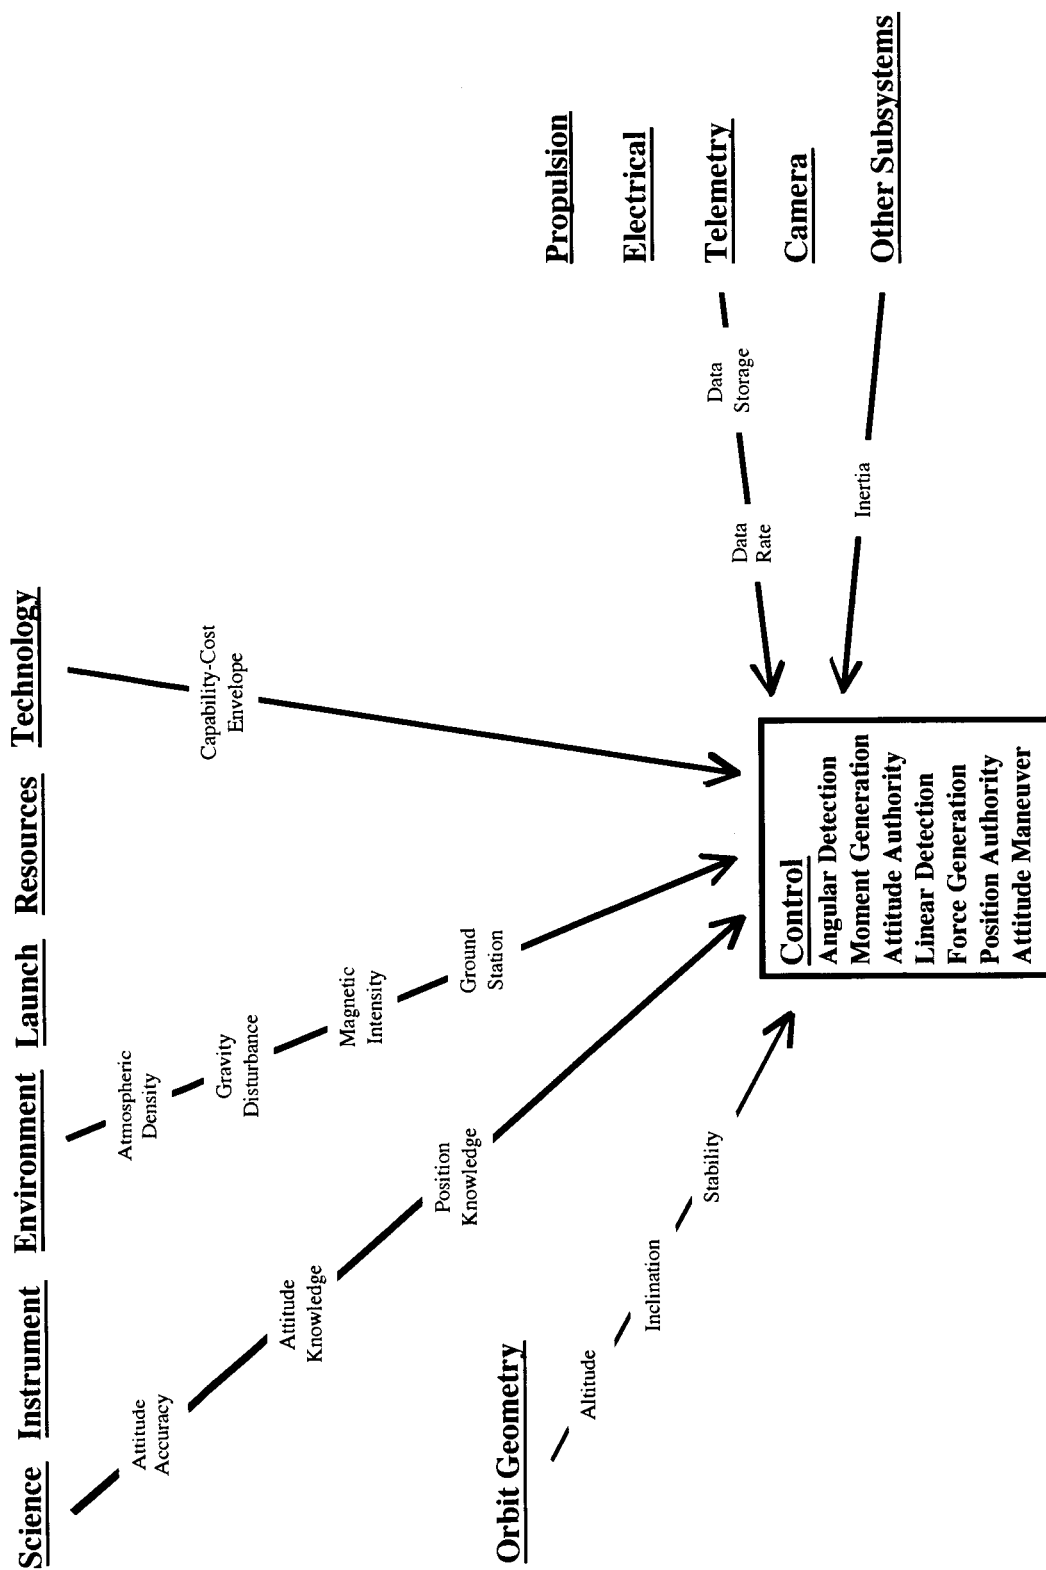 Science Instrument Environment Launch Resources Technology
Attitude
Accuracy
Attitude
Knowledge
Position
Knowledge
Atmospheric
Density
Gravity
Disturbance
Magnetic
Intensity
Ground
Station
Capability-Cost
Envelope
Orbit Geometry
Altitude
Inclination
Stability
Propulsion
Electrical
Telemetry
Camera
Other Subsystems
Data
Storage
Data
Rate
Inertia
Control
Angular Detection
Moment Generation
Attitude Authority
Linear Detection
Force Generation
Position Authority
Attitude Maneuver